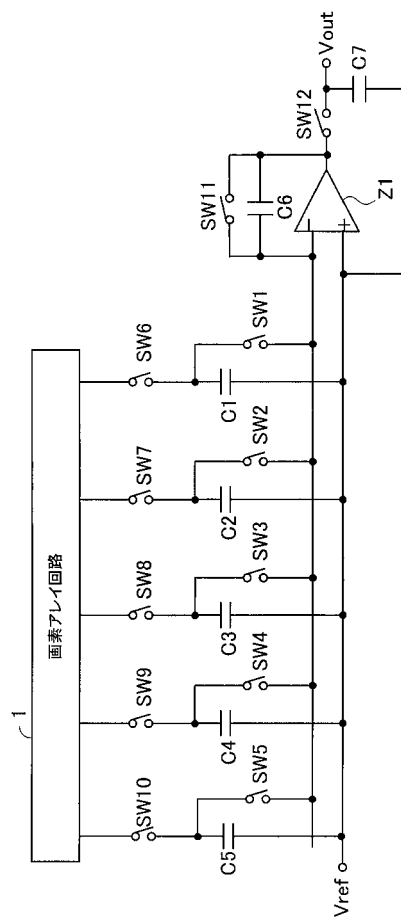 1
画素アレイ回路
SW10
SW9
SW8
SW7
SW6
C5
SW5
C4
SW4
C3
SW3
C2
SW2
C1
SW1
SW11
C6
SW12
Vout
C7
Z1
−
+
Vref